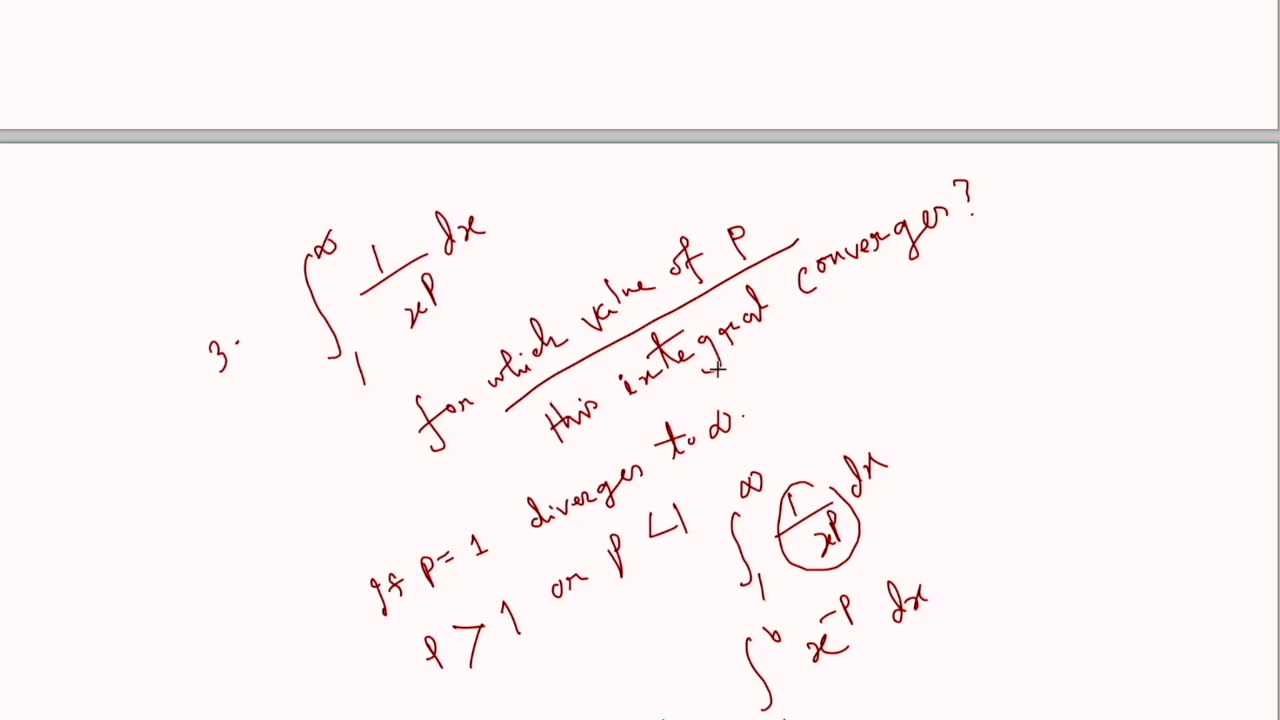 3. ∫₁^∞ 1/x^p dx
for which value of p
this integral converges?
If p = 1 diverges to ∞.
p > 1 or p < 1 ∫₁^∞ 1/x^p dx
∫^b x^-p dx